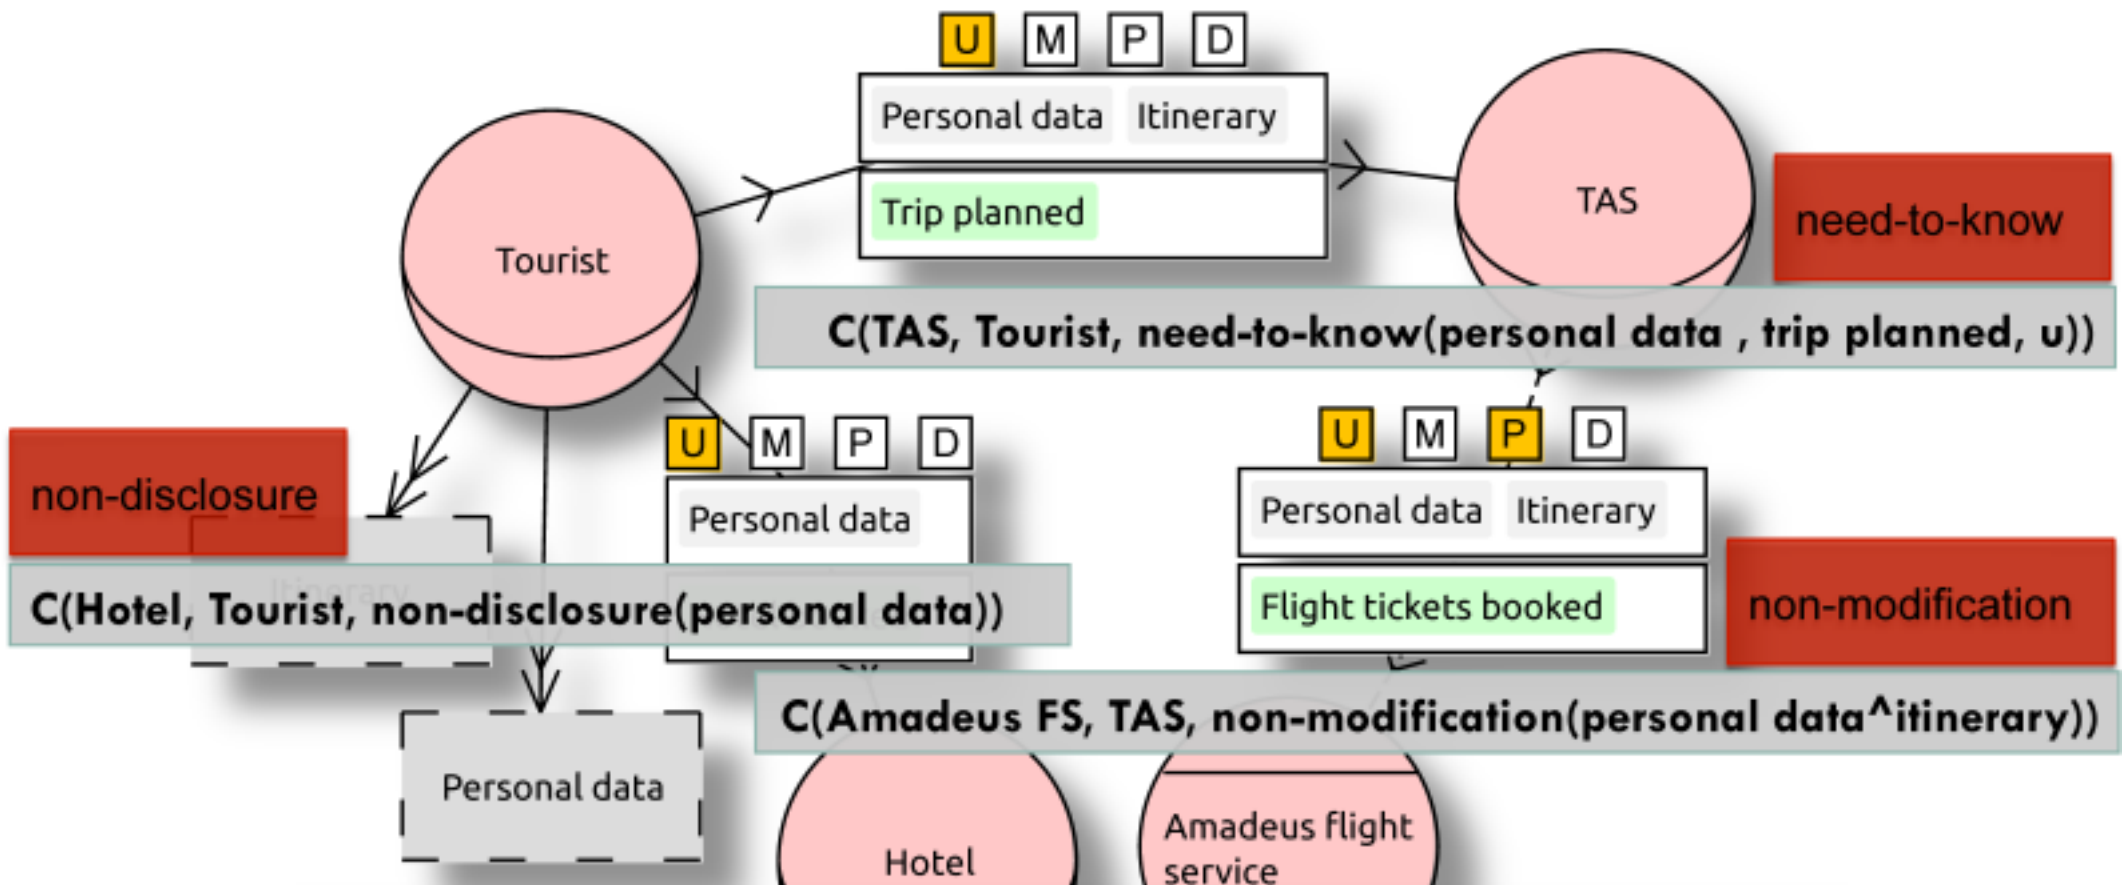 U M P D
Personal data Itinerary
Trip planned
Tourist
TAS
need-to-know
C(TAS, Tourist, need-to-know(personal data , trip planned, u))
U M P D
Personal data
U M P D
Personal data Itinerary
Flight tickets booked
non-disclosure
Itinerary
C(Hotel, Tourist, non-disclosure(personal data))
non-modification
C(Amadeus FS, TAS, non-modification(personal data^itinerary))
Personal data
Hotel
Amadeus flight
service